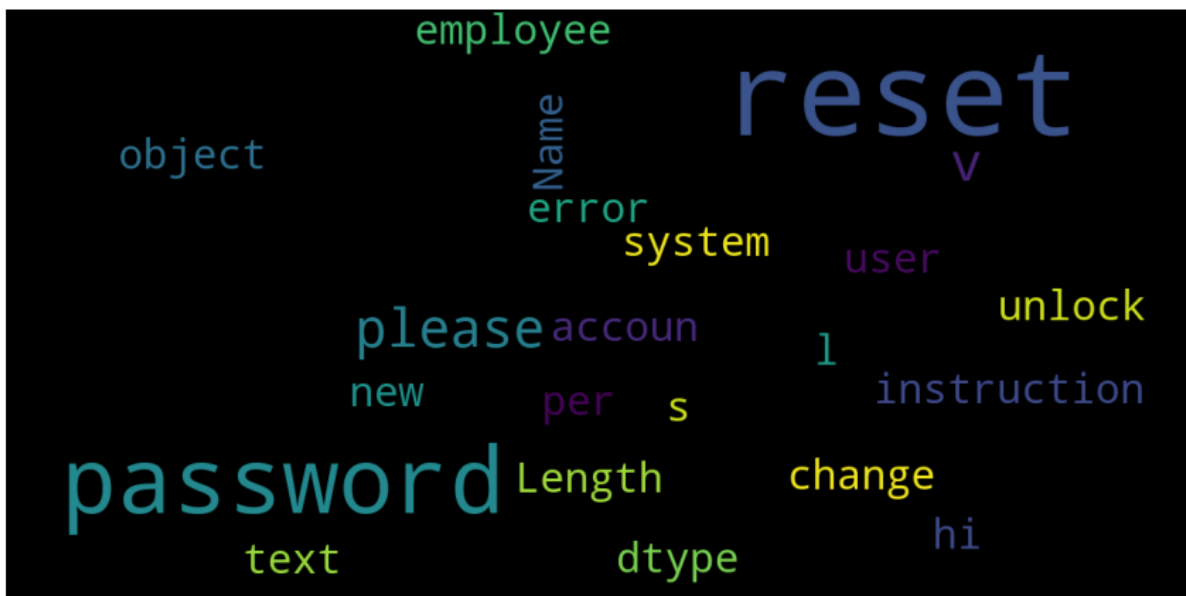 employee
reset
Name
object
V
error
system
user
unlock
please
accoun
l
new
per
s
instruction
password
Length
change
hi
text
dtype